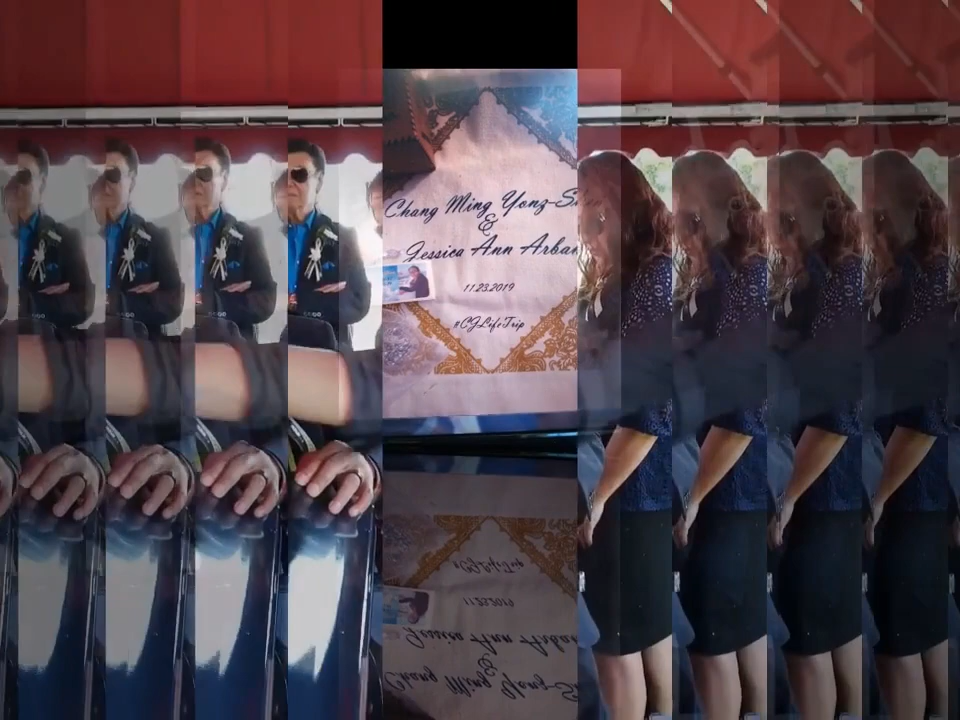 Chang Ming Yong-S
&
Jessica Ann Arban
11.23.2019
#CJLifeTrip